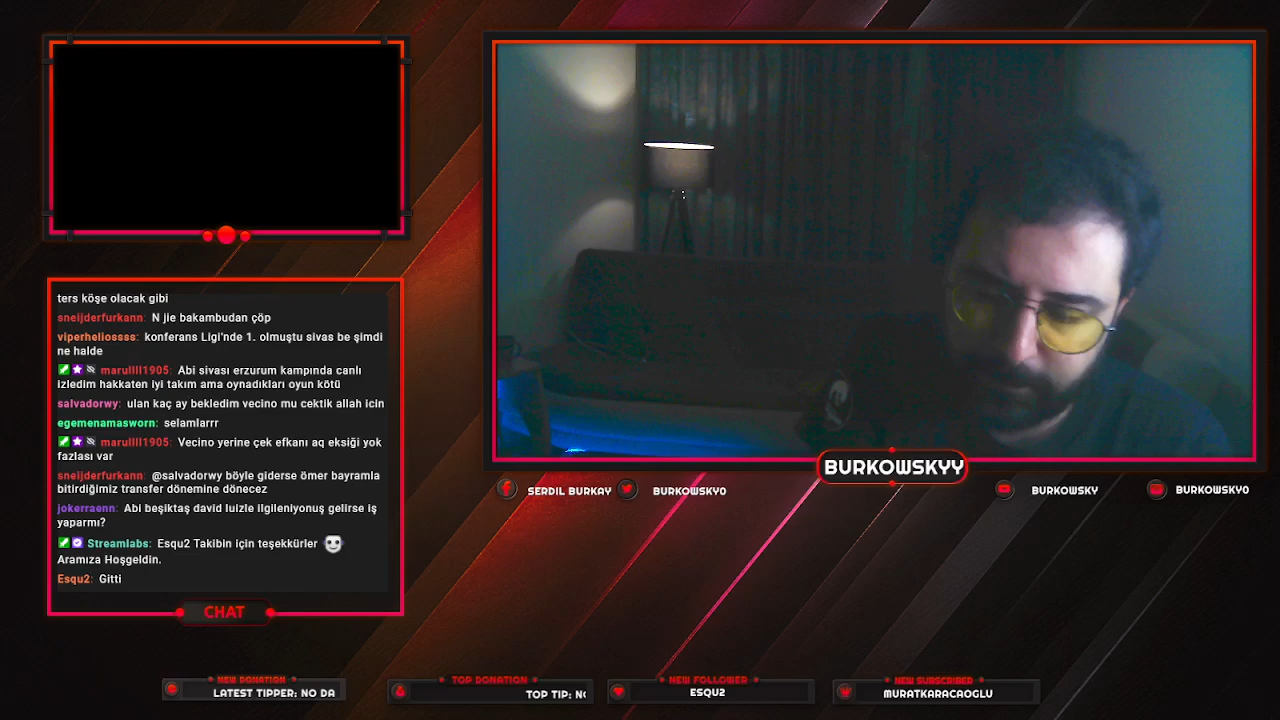 ters köşe olacak gibi
sneijderfurkann: N jie bakambudan çöp
viperheliossss: konferans Ligi'nde 1. olmuştu sivas be şimdi
ne halde
marullll1905: Abi sivası erzurum kampında canlı
izledim hakkaten iyi takım ama oynadıkları oyun kötü
salvadorwy: ulan kaç ay bekledim vecino mu cektik allah icin
egemenamasworn: selamlarrr
marullll1905: Vecino yerine çek efkanı aq eksiği yok
fazlası var
sneijderfurkann: @salvadorwy böyle giderse ömer bayramla
bitirdiğimiz transfer dönemine dönecez
jokerraenn: Abi beşiktaş david luizle ilgileniyonuş gelirse iş
yaparmı?
Streamlabs: Esqu2 Takibin için teşekkürler
Aramıza Hoşgeldin.
Esqu2: Gitti
CHAT
BURKOWSKYY
SERDIL BURKAY
BURKOWSKY0
BURKOWSKY
BURKOWSKY0
NEW DONATION
LATEST TIPPER: NO DA
TOP DONATION
TOP TIP: NO
NEW FOLLOWER
ESQU2
NEW SUBSCRIBER
MURATKARACAOGLU